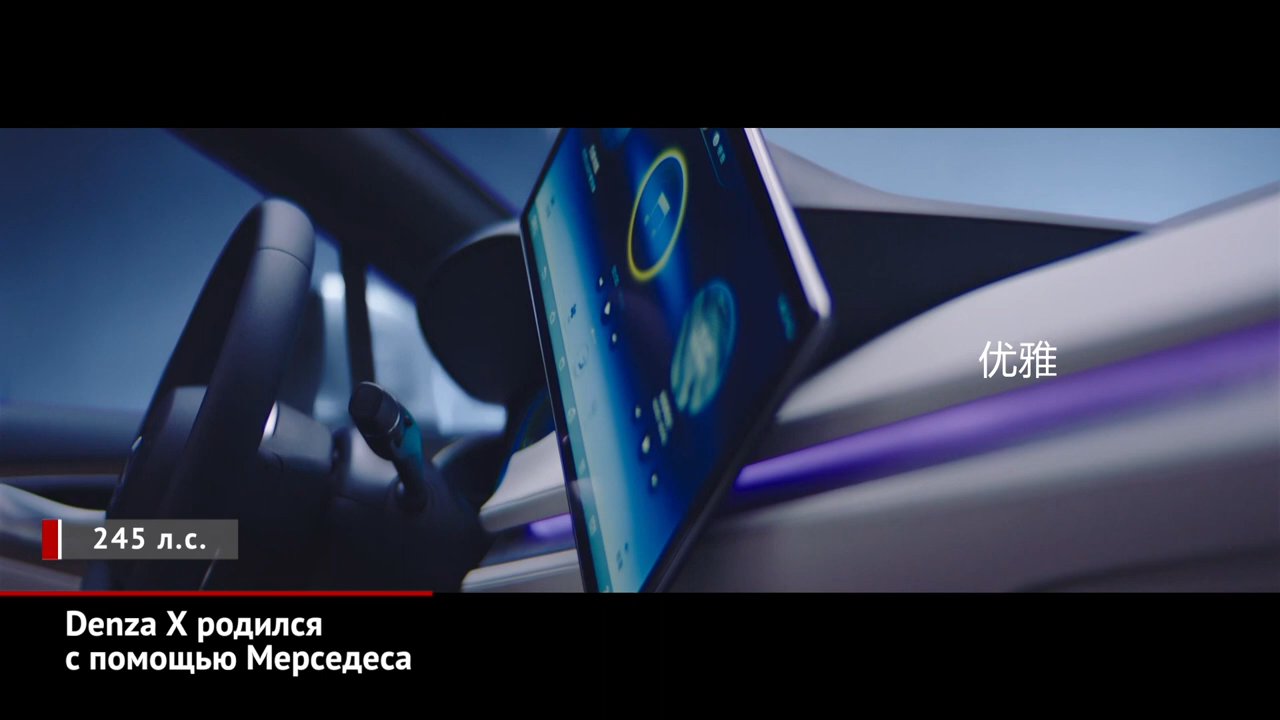 优雅
245 л.с.
Denza X родился
с помощью Мерседеса